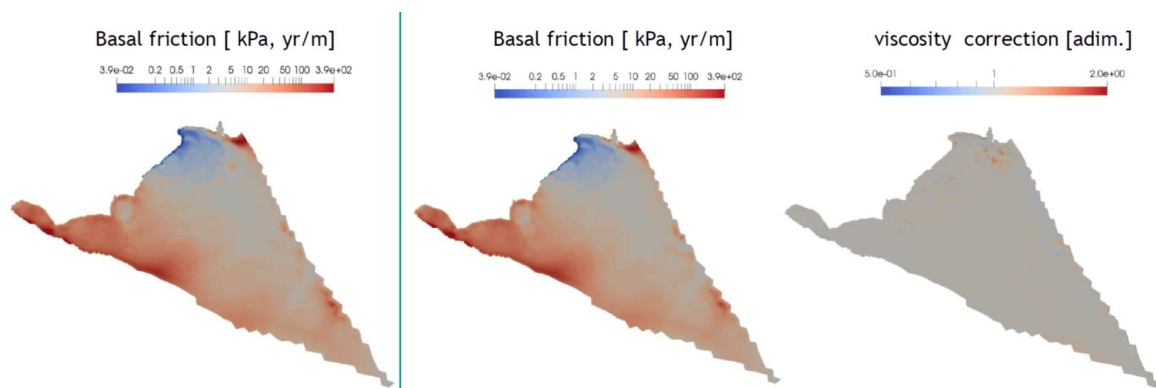 Basal friction [ kPa, yr/m]
3.9e-02 0.2 0.5 1 2 5 10 20 50 100 3.9e+02
Basal friction [ kPa, yr/m]
3.9e-02 0.2 0.5 1 2 5 10 20 50 100 3.9e+02
viscosity correction [adim.]
5.0e-01 1 2.0e+00